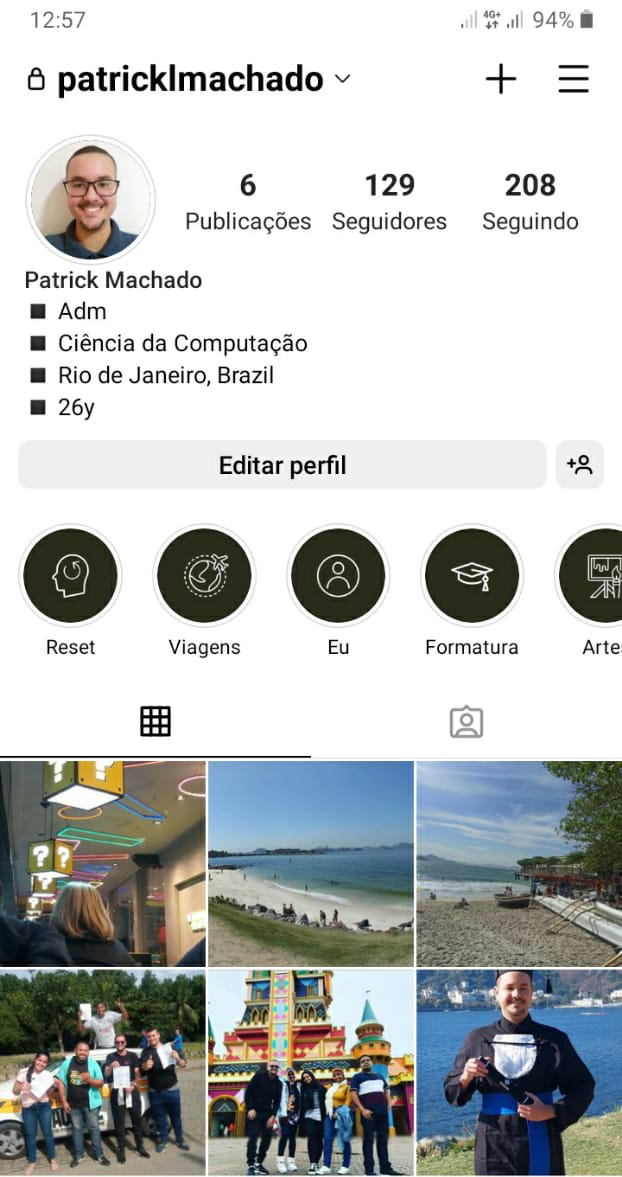 12:57
4G+ 94%
patricklmachado
6 129 208
Publicações Seguidores Seguindo
Patrick Machado
Adm
Ciência da Computação
Rio de Janeiro, Brazil
26y
Editar perfil
Reset Viagens Eu Formatura Arte
? ?
? ?
?
?